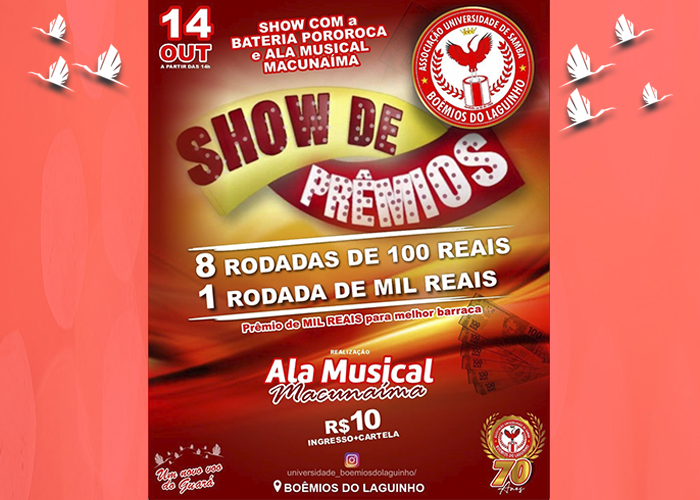 14
OUT
A PARTIR DAS 14h
SHOW COM a
BATERIA POROROCA
e ALA MUSICAL
MACUNAÍMA
ASSOCIAÇÃO UNIVERSIDADE DE SAMBA
BOÊMIOS DO LAGUINHO
SHOW DE
PRÊMIOS
8 RODADAS DE 100 REAIS
1 RODADA DE MIL REAIS
Prêmio de MIL REAIS para melhor barraca
REALIZAÇÃO
Ala Musical
Macunaíma
R$10
INGRESSO+CARTELA
universidade_boemiosdolaguinho/
BOÊMIOS DO LAGUINHO
Um novo voo
do Guará
70
Anos